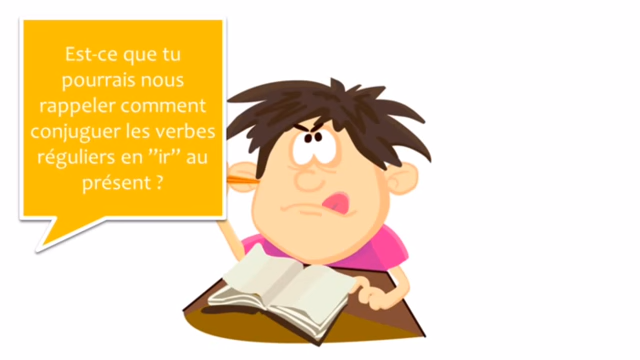 Est-ce que tu
pourrais nous
rappeler comment
conjuguer les verbes
réguliers en ”ir” au
présent ?